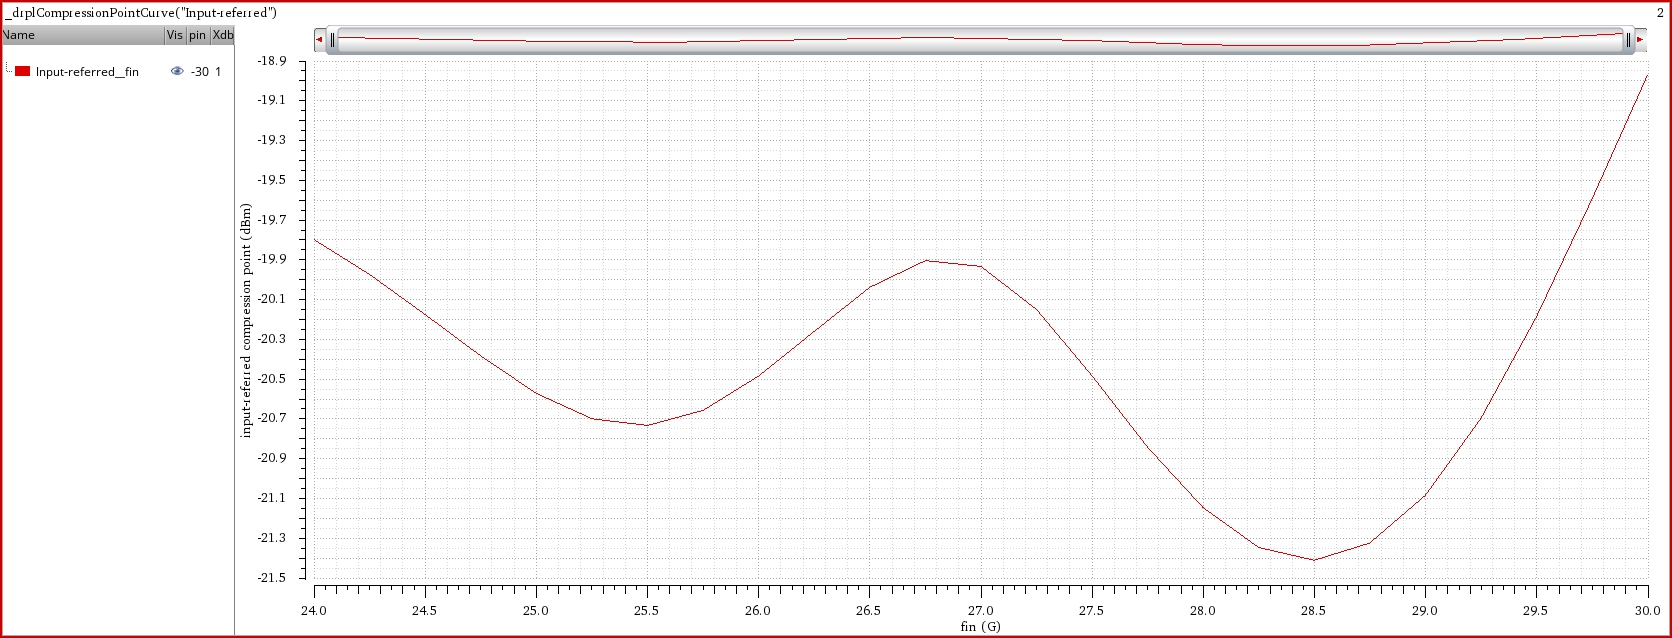 _drplCompressionPointCurve("Input-referred")
2
Name Vis pin Xdb
Input-referred__fin -30 1
-18.9
-19.1
-19.3
-19.5
-19.7
-19.9
-20.1
-20.3
-20.5
-20.7
-20.9
-21.1
-21.3
-21.5
input-referred compression point (dBm)
24.0 24.5 25.0 25.5 26.0 26.5 27.0 27.5 28.0 28.5 29.0 29.5 30.0
fin (G)